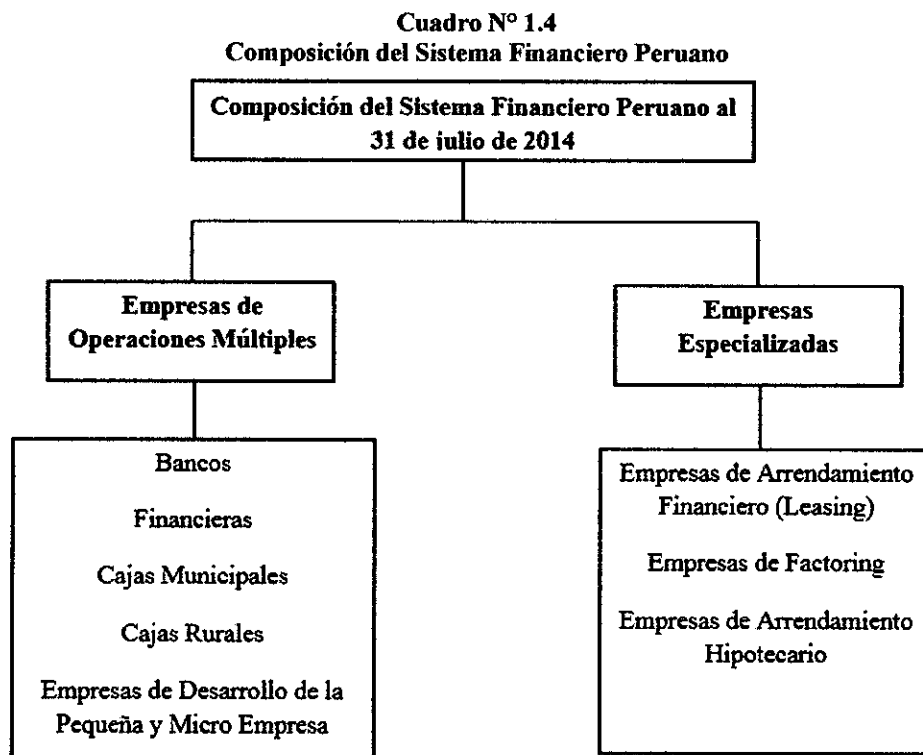 Cuadro N° 1.4
Composición del Sistema Financiero Peruano
Composición del Sistema Financiero Peruano al
31 de julio de 2014
Empresas de
Operaciones Múltiples
Bancos
Financieras
Cajas Municipales
Cajas Rurales
Empresas de Desarrollo de la
Pequeña y Micro Empresa
Empresas
Especializadas
Empresas de Arrendamiento
Financiero (Leasing)
Empresas de Factoring
Empresas de Arrendamiento
Hipotecario